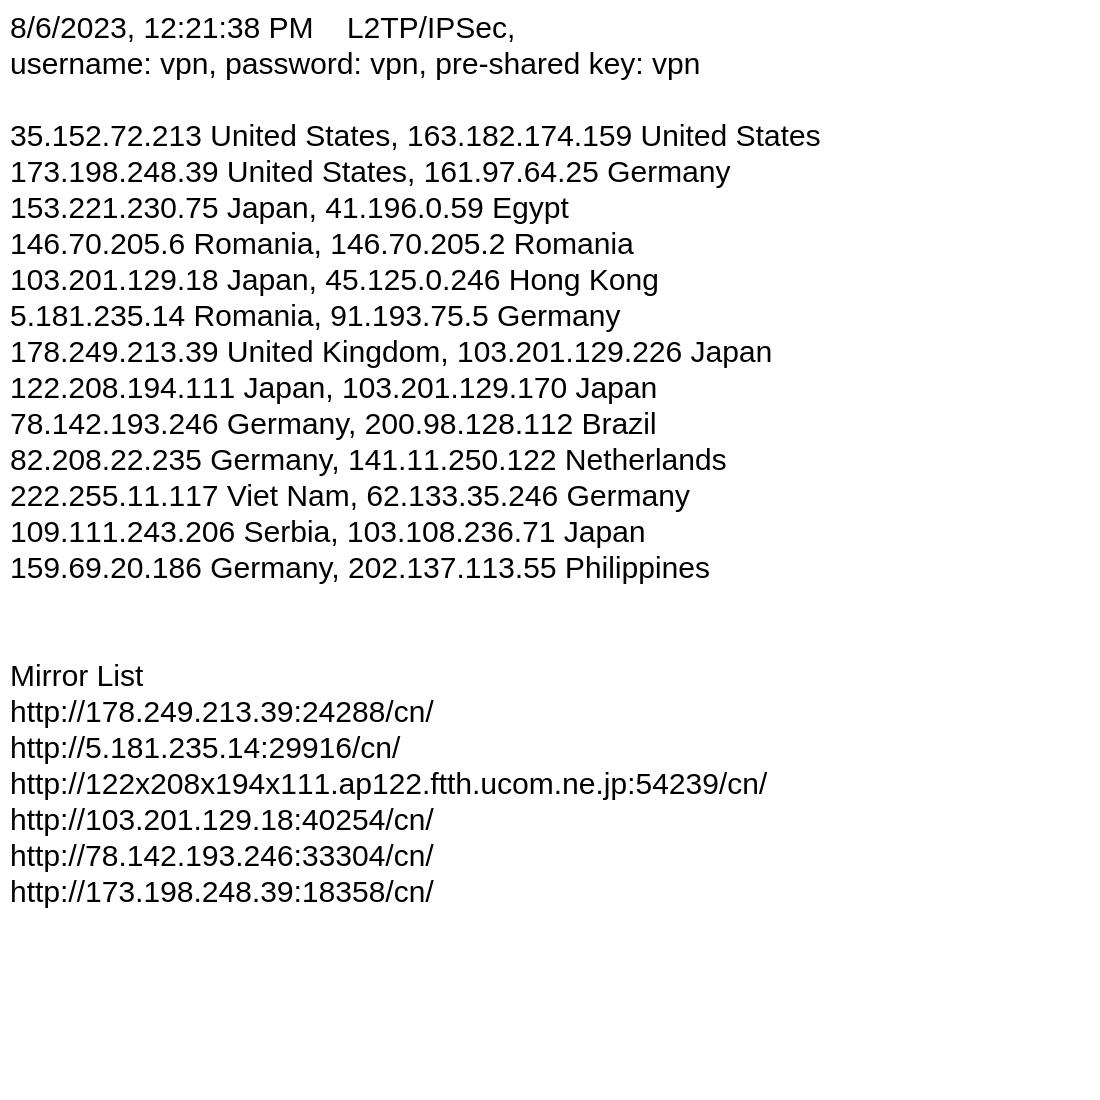 8/6/2023, 12:21:38 PM    L2TP/IPSec,
username: vpn, password: vpn, pre-shared key: vpn
35.152.72.213 United States, 163.182.174.159 United States
173.198.248.39 United States, 161.97.64.25 Germany
153.221.230.75 Japan, 41.196.0.59 Egypt
146.70.205.6 Romania, 146.70.205.2 Romania
103.201.129.18 Japan, 45.125.0.246 Hong Kong
5.181.235.14 Romania, 91.193.75.5 Germany
178.249.213.39 United Kingdom, 103.201.129.226 Japan
122.208.194.111 Japan, 103.201.129.170 Japan
78.142.193.246 Germany, 200.98.128.112 Brazil
82.208.22.235 Germany, 141.11.250.122 Netherlands
222.255.11.117 Viet Nam, 62.133.35.246 Germany
109.111.243.206 Serbia, 103.108.236.71 Japan
159.69.20.186 Germany, 202.137.113.55 Philippines
Mirror List
http://178.249.213.39:24288/cn/
http://5.181.235.14:29916/cn/
http://122x208x194x111.ap122.ftth.ucom.ne.jp:54239/cn/
http://103.201.129.18:40254/cn/
http://78.142.193.246:33304/cn/
http://173.198.248.39:18358/cn/